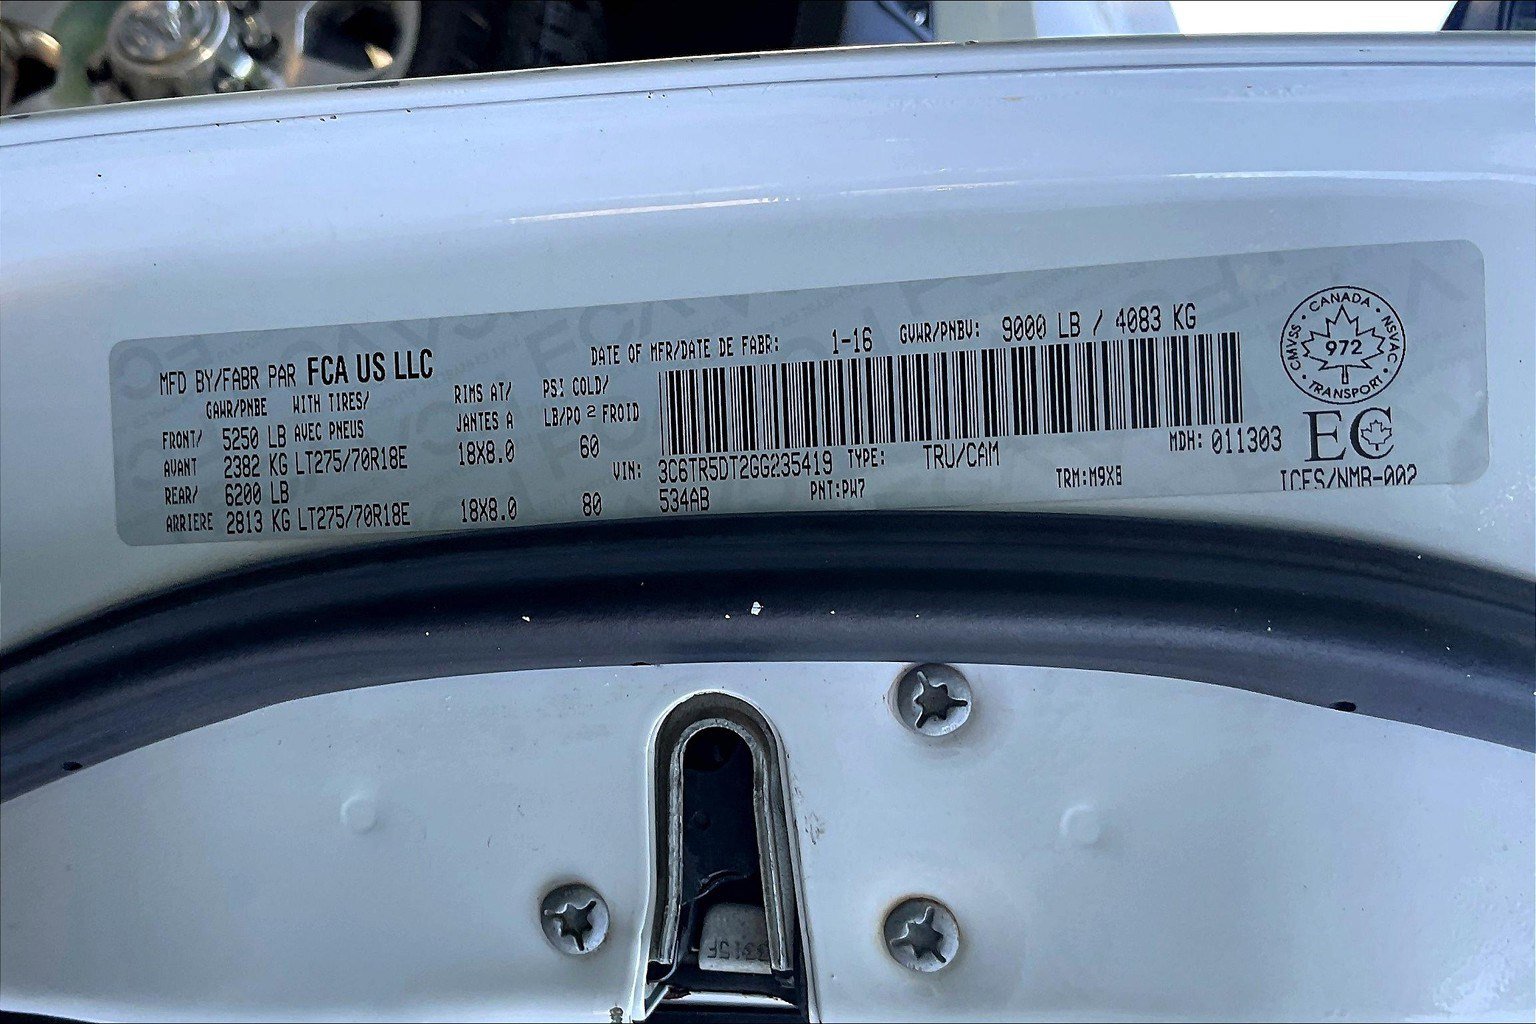 MFD BY/FABR PAR FCA US LLC
DATE OF MFR/DATE DE FABR: 1-16 GVWR/PNBV: 9000 LB / 4083 KG
GAWR/PNBE WITH TIRES/ RIMS AT/ PSI COLD/
AVEC PNEUS JANTES A LB/PO 2 FROID
FRONT/ 5250 LB
AVANT 2382 KG LT275/70R18E 18X8.0 60
REAR/ 6200 LB
ARRIERE 2813 KG LT275/70R18E 18X8.0 80
VIN: 3C6TR5DT2GG235419 TYPE: TRU/CAM MDH: 011303
534AB PNT:PW7 TRM:M9X8
CANADA
CMVSS 972 NSVAC
TRANSPORT
EC
ICES/NMB-002
3315F